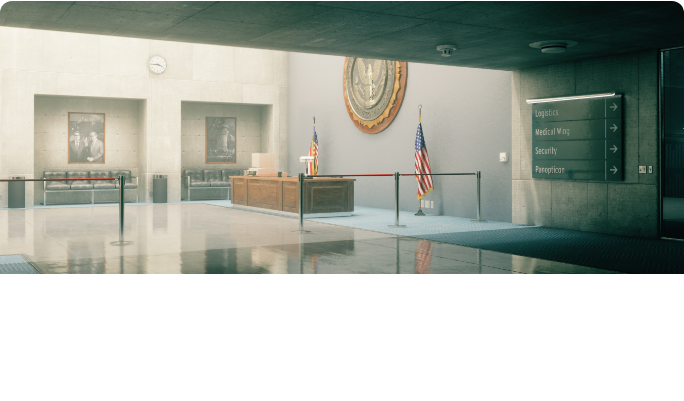 Logistics
Medical Wing
Security
Panopticon